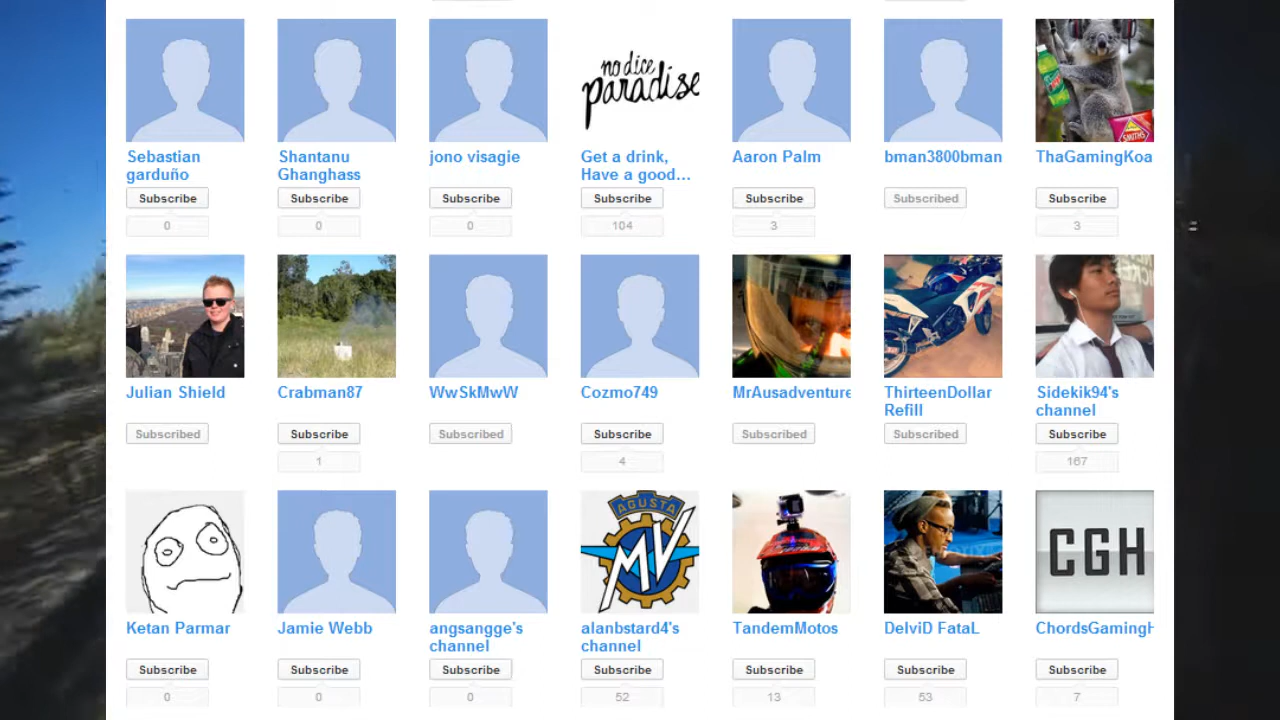 no dice
paradise
SMITHS
Sebastian
garduño
Shantanu
Ghanghass
jono visagie
Get a drink,
Have a good...
Aaron Palm
bman3800bman
ThaGamingKoa
Subscribe
Subscribe
Subscribe
Subscribe
Subscribe
Subscribed
Subscribe
0
0
0
104
3
3
Julian Shield
Crabman87
WwSkMwW
Cozmo749
MrAusadventure
ThirteenDollar
Refill
Sidekik94's
channel
Subscribed
Subscribe
Subscribed
Subscribe
Subscribed
Subscribed
Subscribe
1
4
167
AGUSTA
MV
CGH
Ketan Parmar
Jamie Webb
angsangge's
channel
alanbstard4's
channel
TandemMotos
DelviD FataL
ChordsGamingH
Subscribe
Subscribe
Subscribe
Subscribe
Subscribe
Subscribe
Subscribe
0
0
0
52
13
53
7